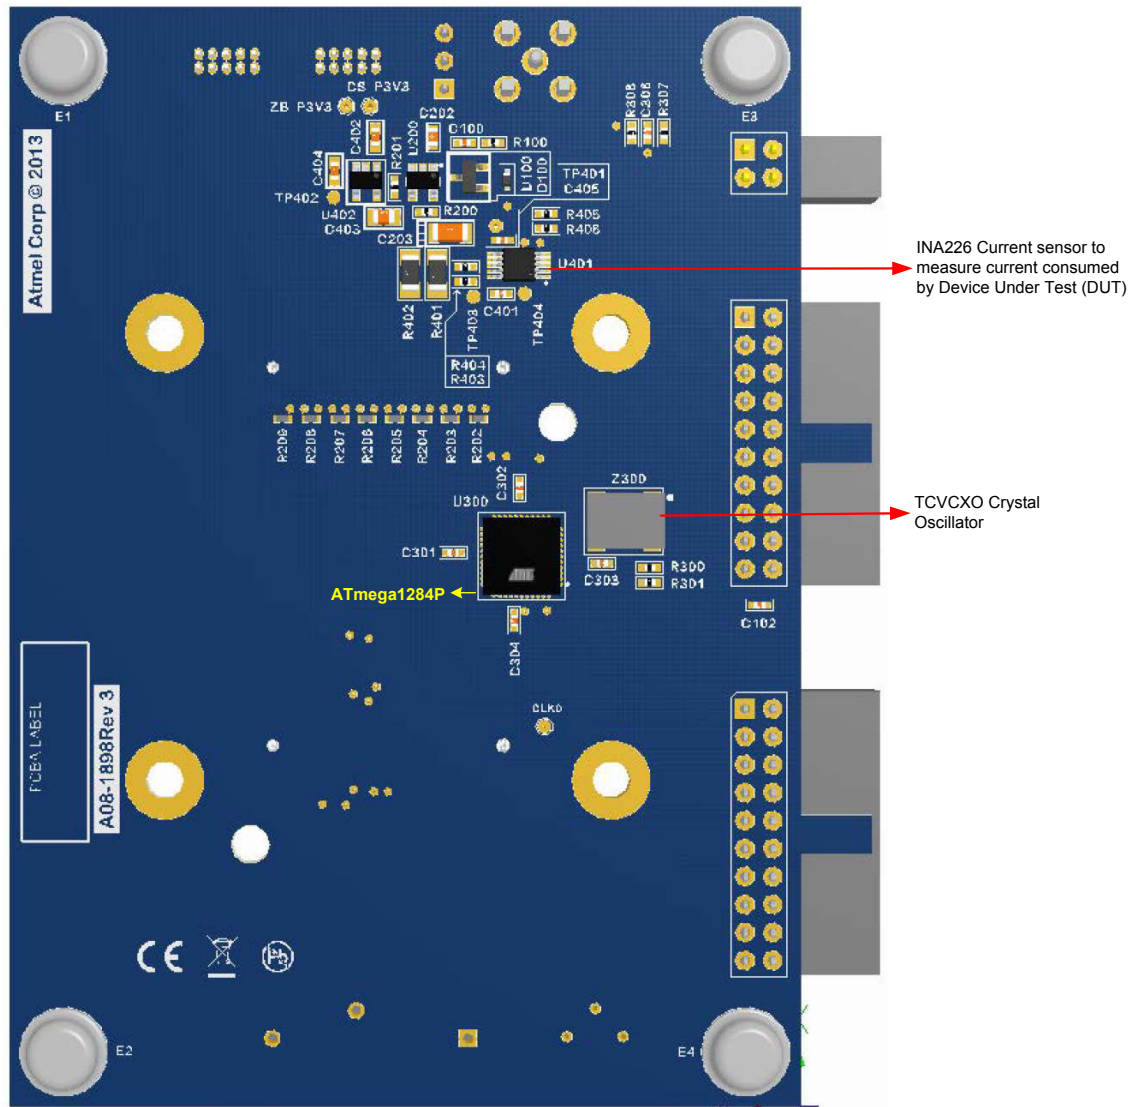 E1
E3
CS P3V3
ZB P3V3
C202
C402
U200
C100
R100
R308
C306
R307
C404
R201
U100
D100
TP401
C405
TP402
U402
C403
R200
C203
R405
R406
U401
INA226 Current sensor to
measure current consumed
by Device Under Test (DUT)
Atmel Corp © 2013
R402
R401
TP403
C401
TP404
R404
R403
R209
R208
R207
R206
R205
R204
R203
R202
C302
Z300
U300
TCVCXO Crystal
Oscillator
C301
C303
R300
R301
ATmega1284P
C304
C102
CLKO
PCBA LABEL
A08-1898Rev 3
CE
Pb
E2
E4